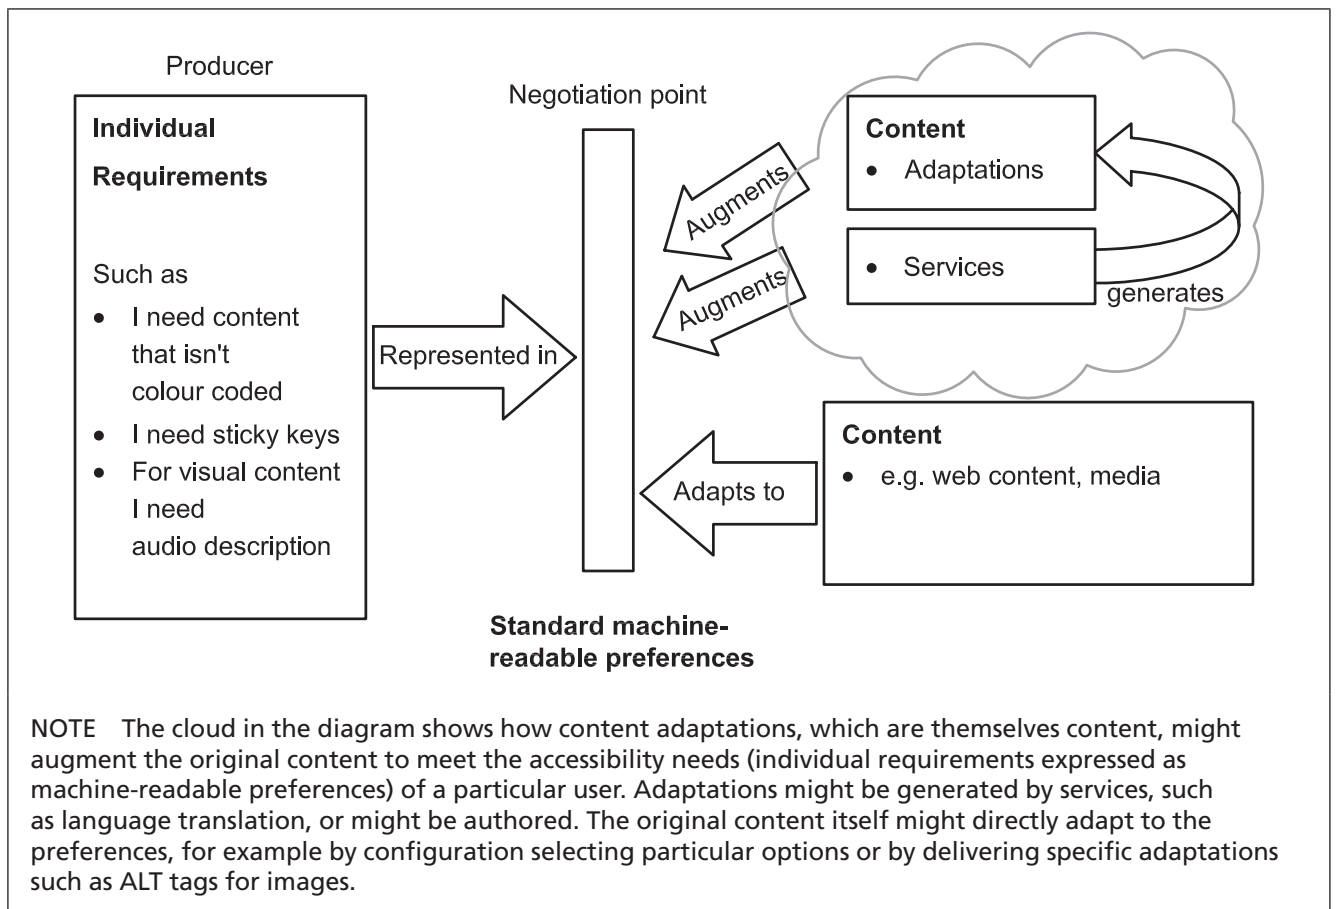 Producer
Individual
Requirements
Such as
• I need content
that isn't
colour coded
• I need sticky keys
• For visual content
I need
audio description
Represented in
Negotiation point
Standard machine-
readable preferences
Augments
Augments
Adapts to
Content
• Adaptations
• Services
generates
Content
• e.g. web content, media
NOTE The cloud in the diagram shows how content adaptations, which are themselves content, might
augment the original content to meet the accessibility needs (individual requirements expressed as
machine-readable preferences) of a particular user. Adaptations might be generated by services, such
as language translation, or might be authored. The original content itself might directly adapt to the
preferences, for example by configuration selecting particular options or by delivering specific adaptations
such as ALT tags for images.